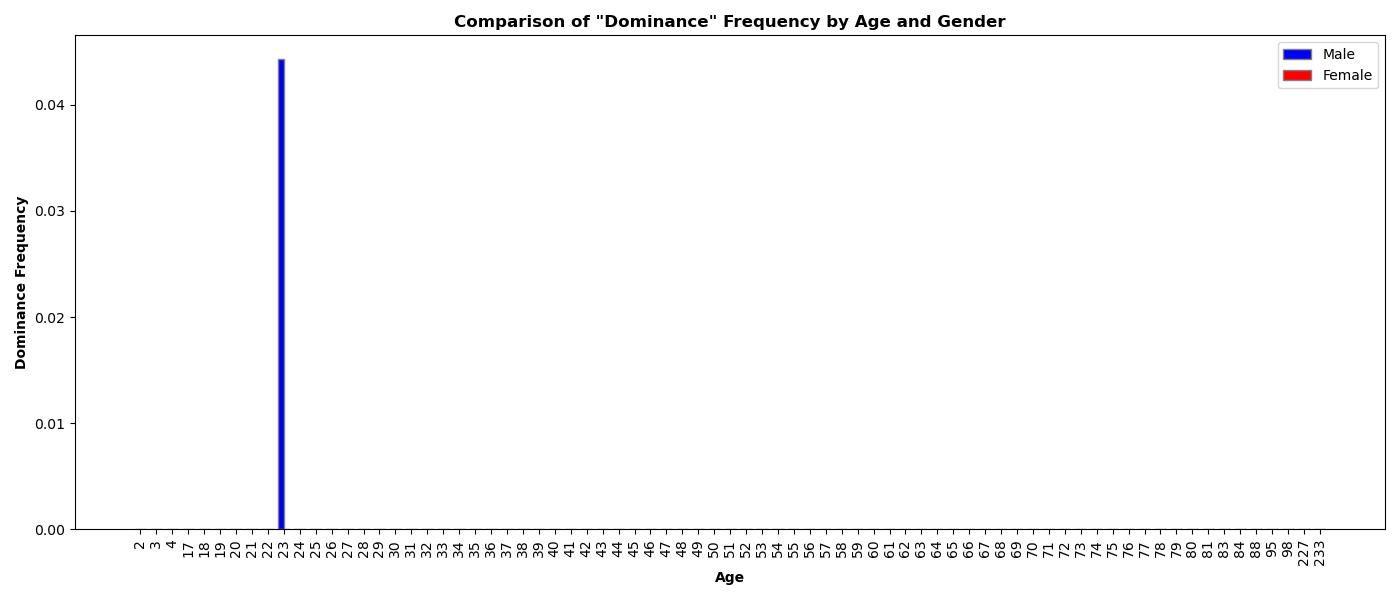 Comparison of "Dominance" Frequency by Age and Gender
Male
Female
Dominance Frequency
0.04
0.03
0.02
0.01
0.00
2 3 4 17 18 19 20 21 22 23 24 25 26 27 28 29 30 31 32 33 34 35 36 37 38 39 40 41 42 43 44 45 46 47 48 49 50 51 52 53 54 55 56 57 58 59 60 61 62 63 64 65 66 67 68 69 70 71 72 73 74 75 76 77 78 79 80 81 83 84 88 95 98 227 233
Age